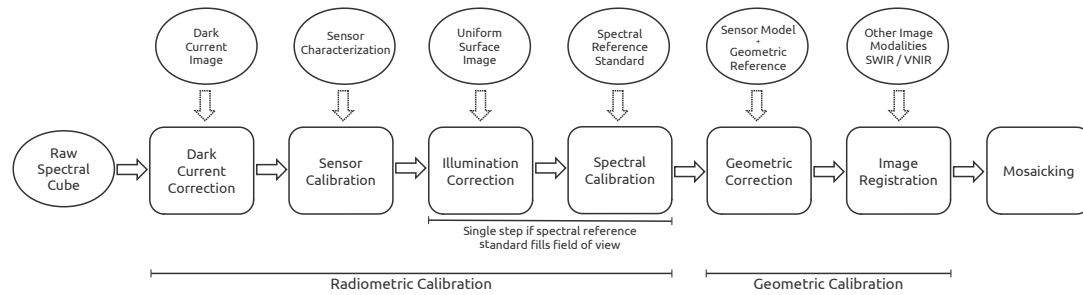 Dark
Current
Image
Sensor
Characterization
Uniform
Surface
Image
Spectral
Reference
Standard
Sensor Model
+
Geometric
Reference
Other Image
Modalities
SWIR / VNIR
Raw
Spectral
Cube
Dark
Current
Correction
Sensor
Calibration
Illumination
Correction
Spectral
Calibration
Geometric
Correction
Image
Registration
Mosaicking
Single step if spectral reference
standard fills field of view
Radiometric Calibration
Geometric Calibration